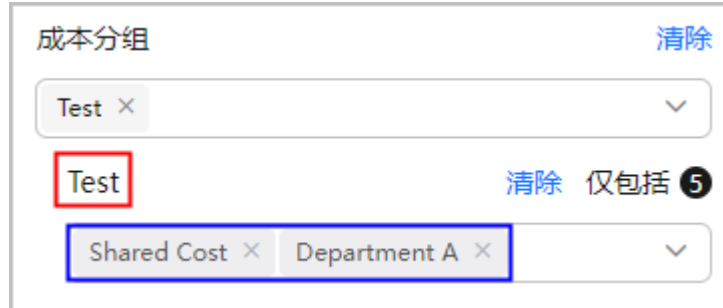 成本分组 清除
Test ×
Test 清除 仅包括 5
Shared Cost × Department A ×